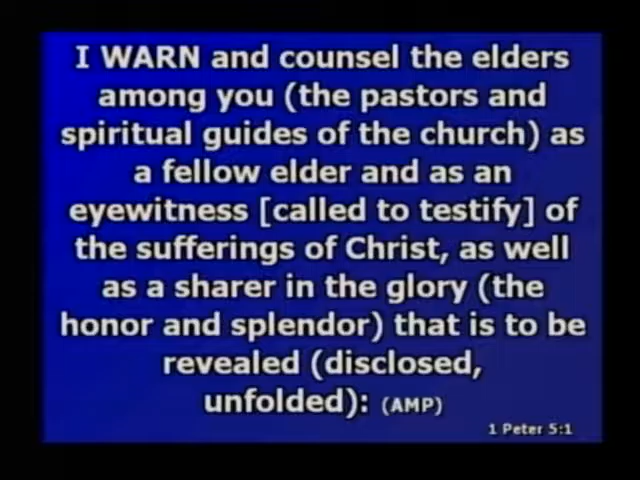 I WARN and counsel the elders
among you (the pastors and
spiritual guides of the church) as
a fellow elder and as an
eyewitness [called to testify] of
the sufferings of Christ, as well
as a sharer in the glory (the
honor and splendor) that is to be
revealed (disclosed,
unfolded): (AMP)
1 Peter 5:1